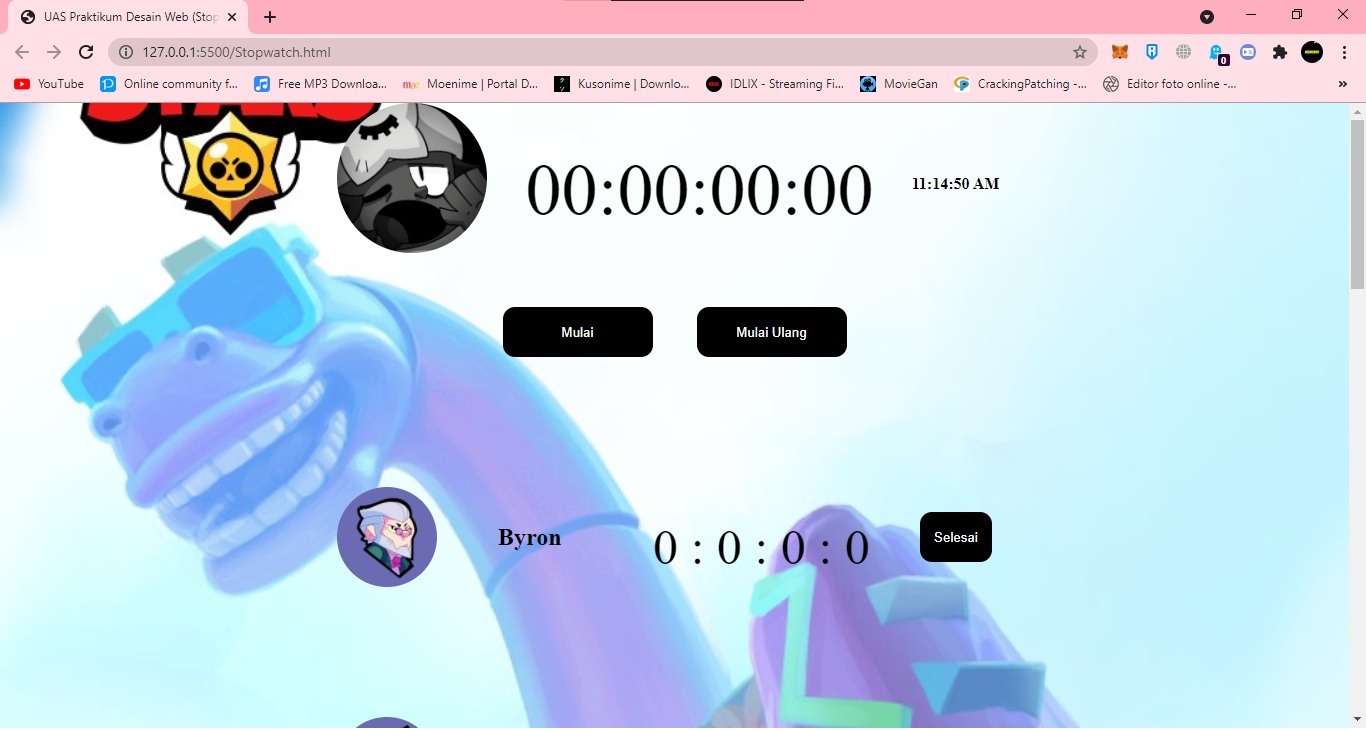 UAS Praktikum Desain Web (Stop
127.0.0.1:5500/Stopwatch.html
0
YouTube
Online community f...
Free MP3 Downloa...
Moenime | Portal D...
Kusonime | Downlo...
IDLIX - Streaming Fi...
MovieGan
CrackingPatching -...
Editor foto online -...
STARS
00:00:00:00
11:14:50 AM
Mulai
Mulai Ulang
Byron
0 : 0 : 0 : 0
Selesai